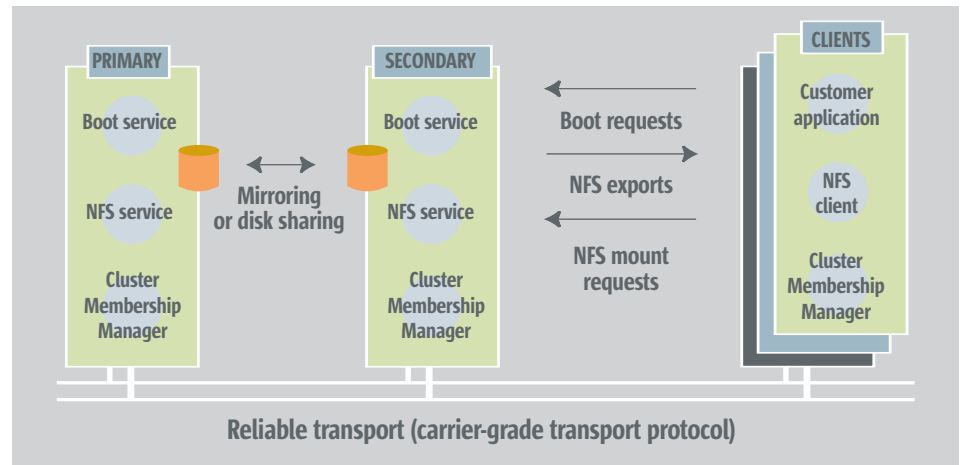 PRIMARY
Boot service
NFS service
Cluster
Membership
Manager
Mirroring
or disk sharing
SECONDARY
Boot service
NFS service
Cluster
Membership
Manager
Boot requests
NFS exports
NFS mount
requests
CLIENTS
Customer
application
NFS
client
Cluster
Membership
Manager
Reliable transport (carrier-grade transport protocol)